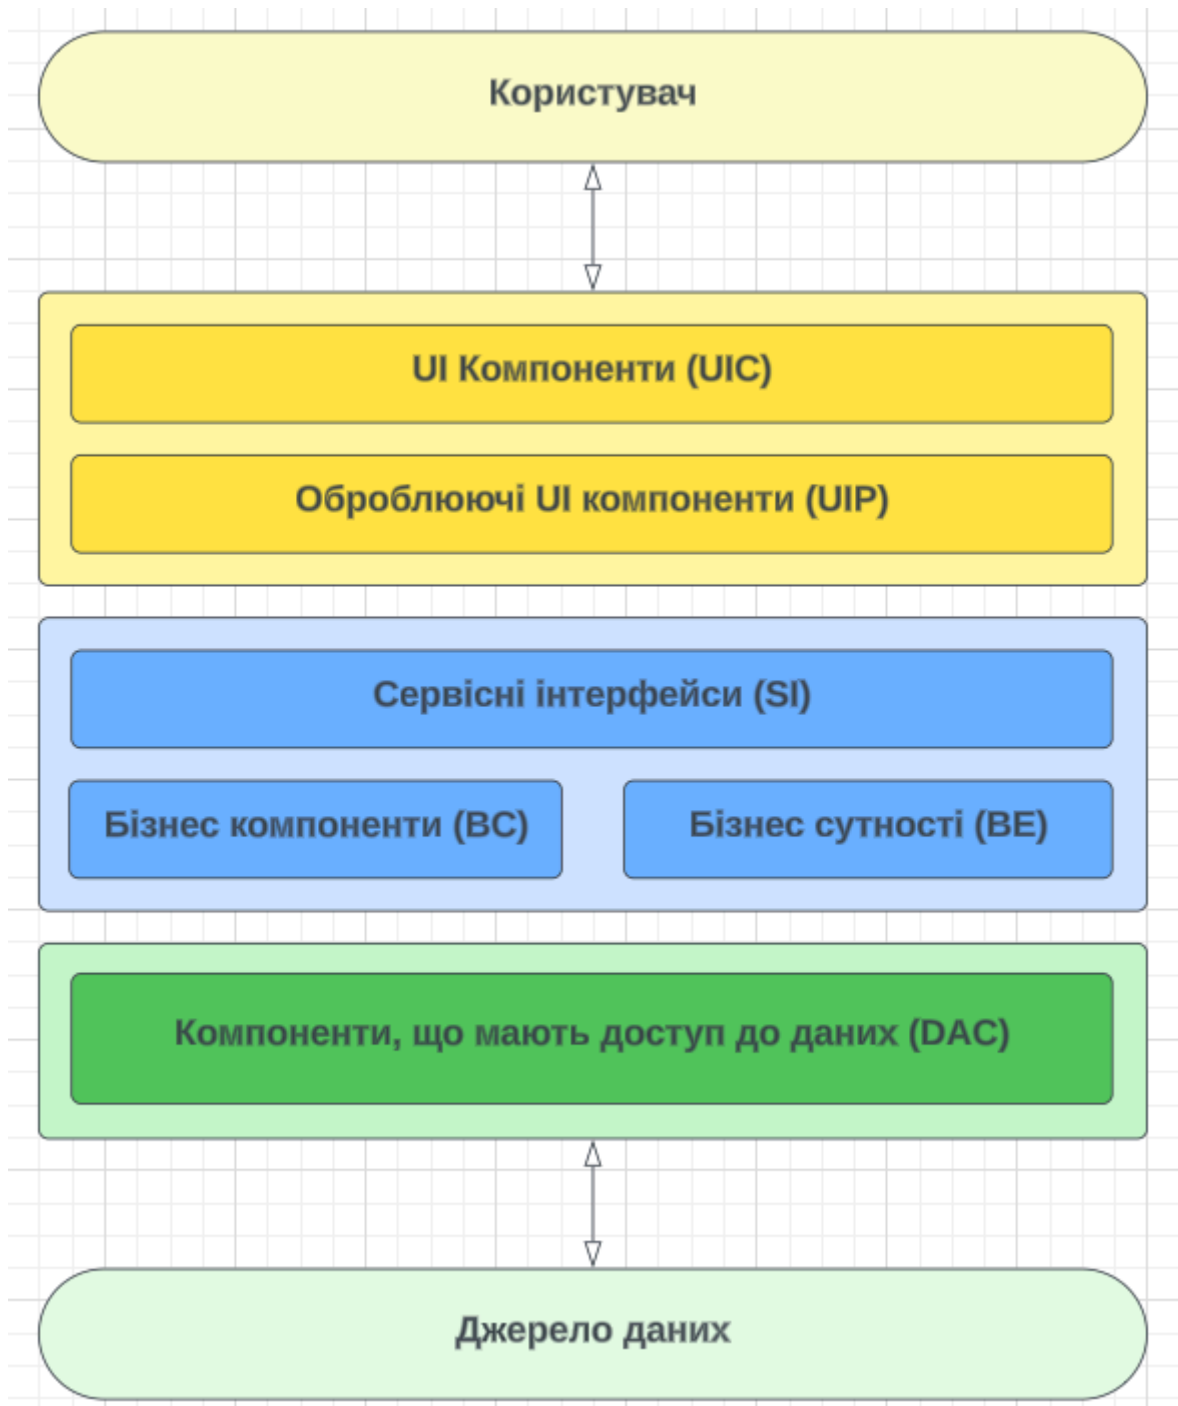 Користувач
UI Компоненти (UIC)
Оброблюючі UI компоненти (UIP)
Сервісні інтерфейси (SI)
Бізнес компоненти (BC)
Бізнес сутності (BE)
Компоненти, що мають доступ до даних (DAC)
Джерело даних